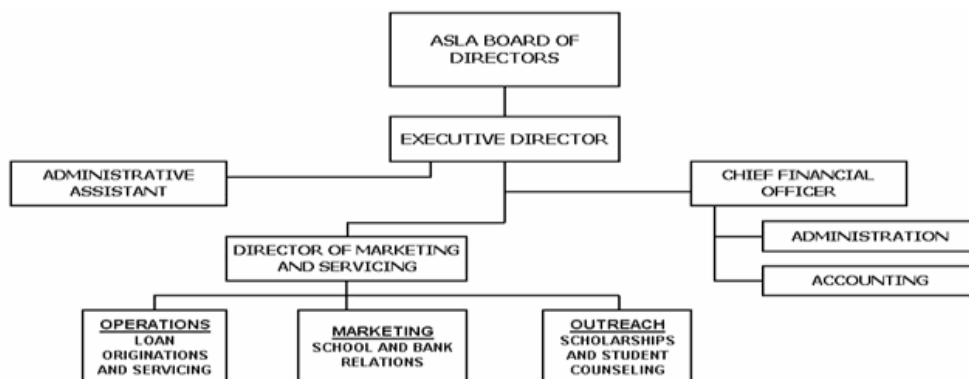 ASLA BOARD OF
DIRECTORS
EXECUTIVE DIRECTOR
ADMINISTRATIVE
ASSISTANT
CHIEF FINANCIAL
OFFICER
ADMINISTRATION
ACCOUNTING
DIRECTOR OF MARKETING
AND SERVICING
OPERATIONS
LOAN
ORIGINATIONS
AND SERVICING
MARKETING
SCHOOL AND BANK
RELATIONS
OUTREACH
SCHOLARSHIPS
AND STUDENT
COUNSELING